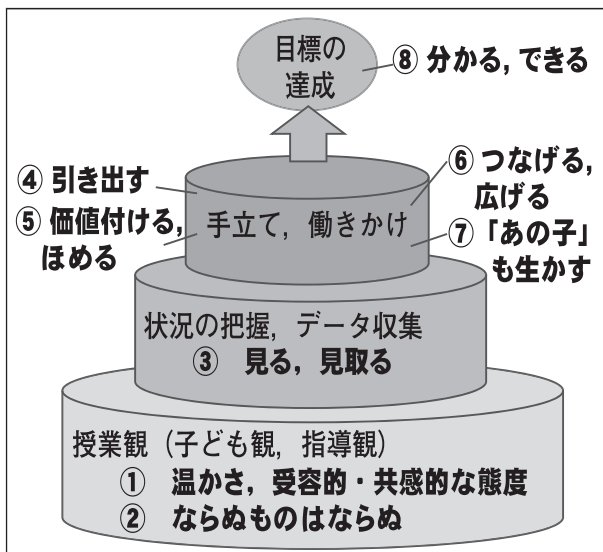 目標の
達成
⑧ 分かる，できる
④ 引き出す
⑤ 価値付ける，
ほめる
手立て，働きかけ
⑥ つなげる，
広げる
⑦ 「あの子」
も生かす
状況の把握，データ収集
③ 見る，見取る
授業観（子ども観，指導観）
① 温かさ，受容的・共感的な態度
② ならぬものはならぬ